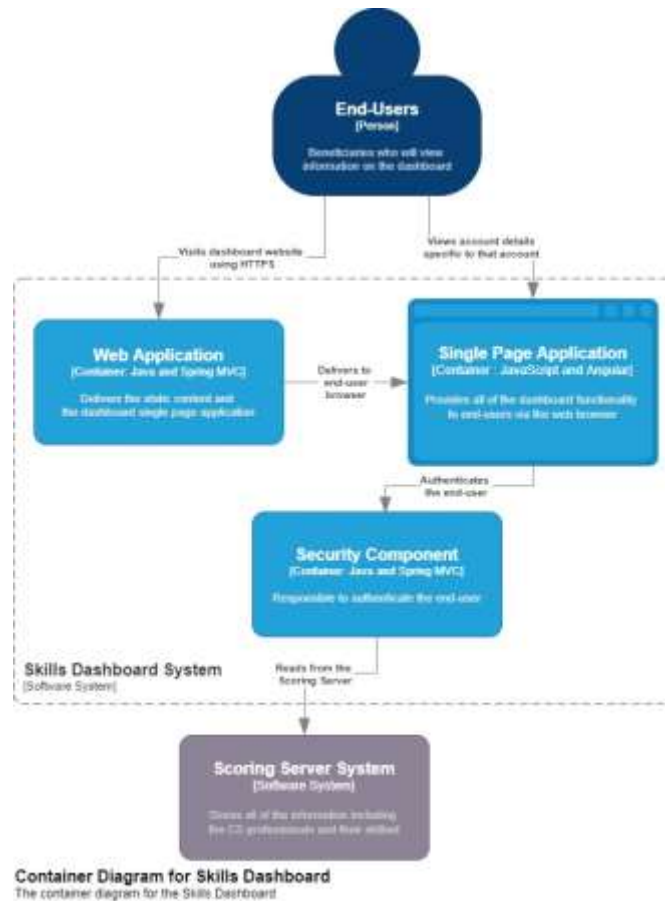 End-Users
[Person]
Beneficiaries who will view
information on the dashboard
Visits dashboard website
using HTTPS
Views account details
specific to that account
Web Application
[Container: Java and Spring MVC]
Delivers the static content and
the dashboard single page application
Delivers to
end-user
browser
Single Page Application
[Container : JavaScript and Angular]
Provides all of the dashboard functionality
to end-users via the web browser
Authenticates
the end-user
Security Component
[Container: Java and Spring MVC]
Responsible to authenticate the end-user
Skills Dashboard System
[Software System]
Reads from the
Scoring Server
Scoring Server System
[Software System]
Stores all of the information including
the CS professionals and their
Container Diagram for Skills Dashboard
The container diagram for the Skills Dashboard